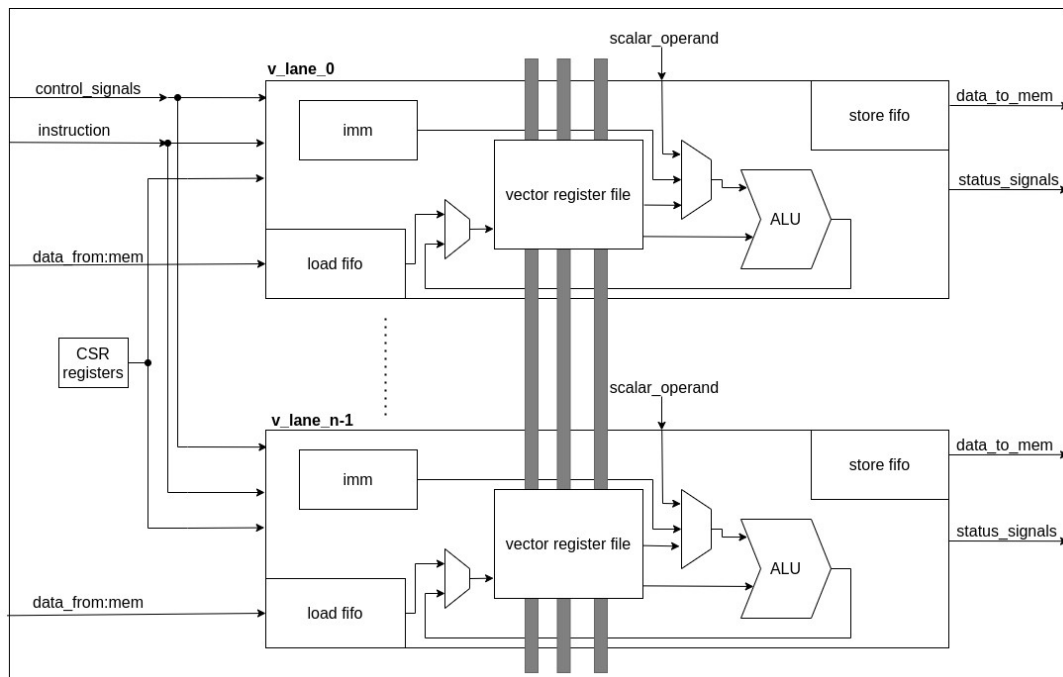 scalar_operand
v_lane_0
control_signals
imm
store fifo
data_to_mem
instruction
vector register file
status_signals
ALU
data_from:mem
load fifo
CSR
registers
scalar_operand
v_lane_n-1
imm
store fifo
data_to_mem
vector register file
status_signals
ALU
data_from:mem
load fifo